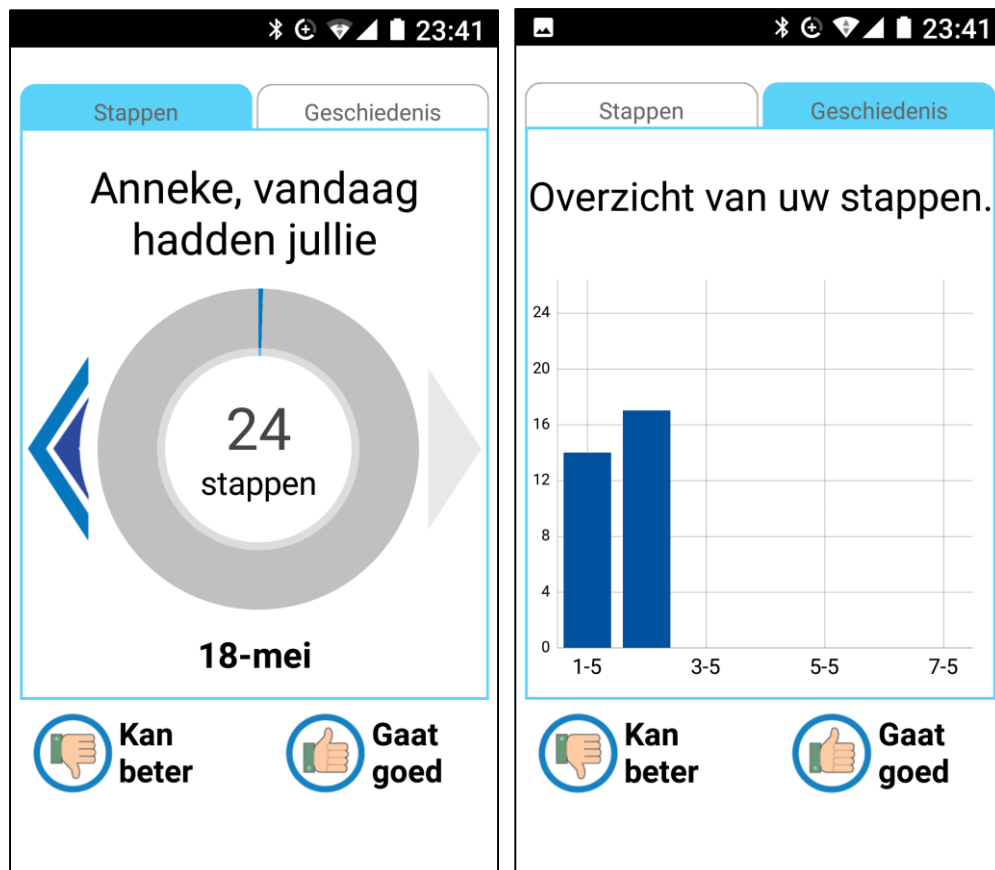 23:41
Stappen
Geschiedenis
Anneke, vandaag
hadden jullie
24
stappen
18-mei
Kan
beter
Gaat
goed
23:41
Stappen
Geschiedenis
Overzicht van uw stappen.
24
20
16
12
8
4
0
1-5 3-5 5-5 7-5
Kan
beter
Gaat
goed